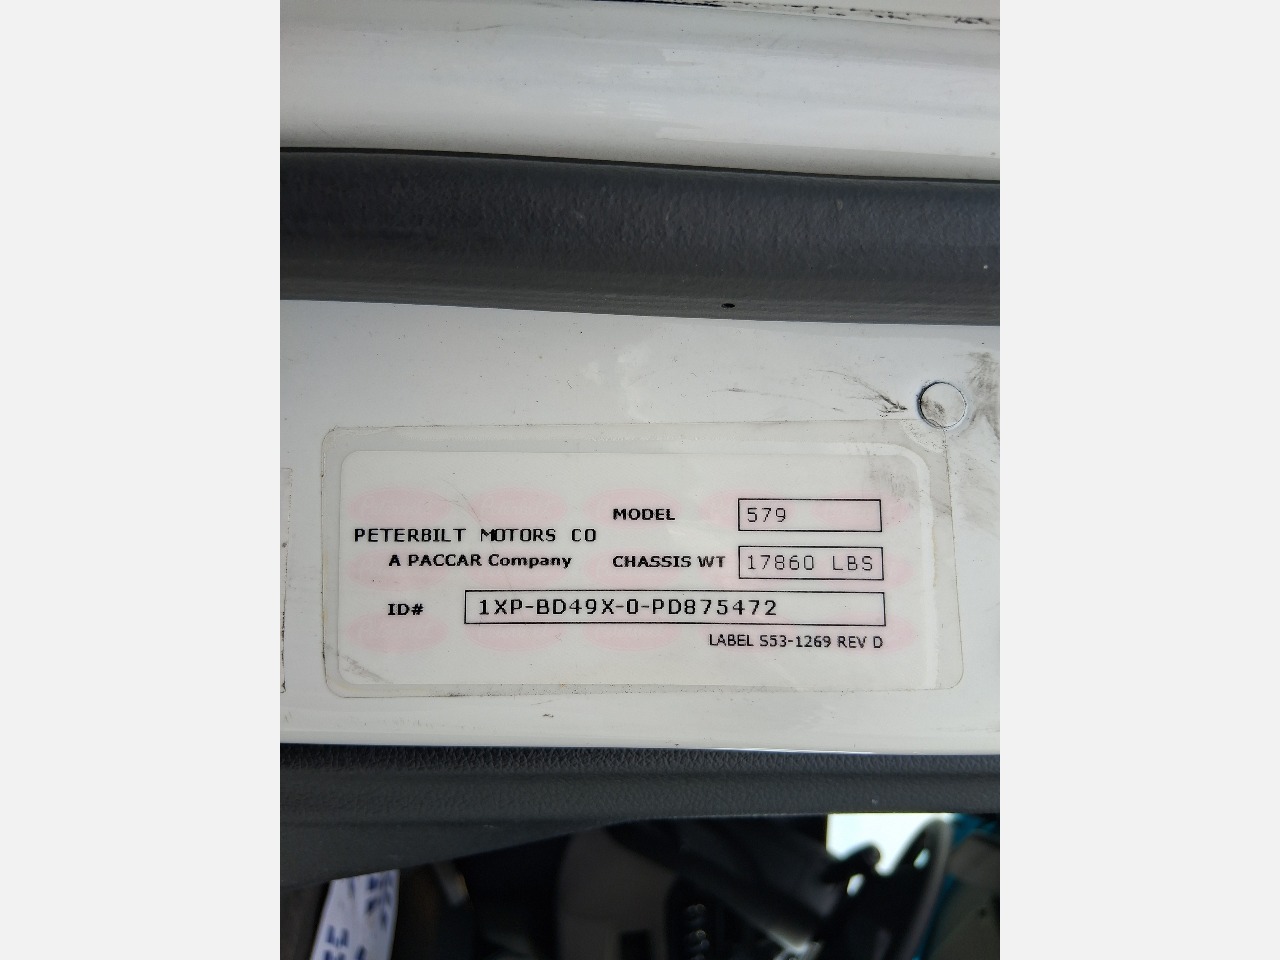 MODEL 579
PETERBILT MOTORS CO
A PACCAR Company
CHASSIS WT 17860 LBS
ID# 1XP-BD49X-0-PD875472
LABEL S53-1269 REV D